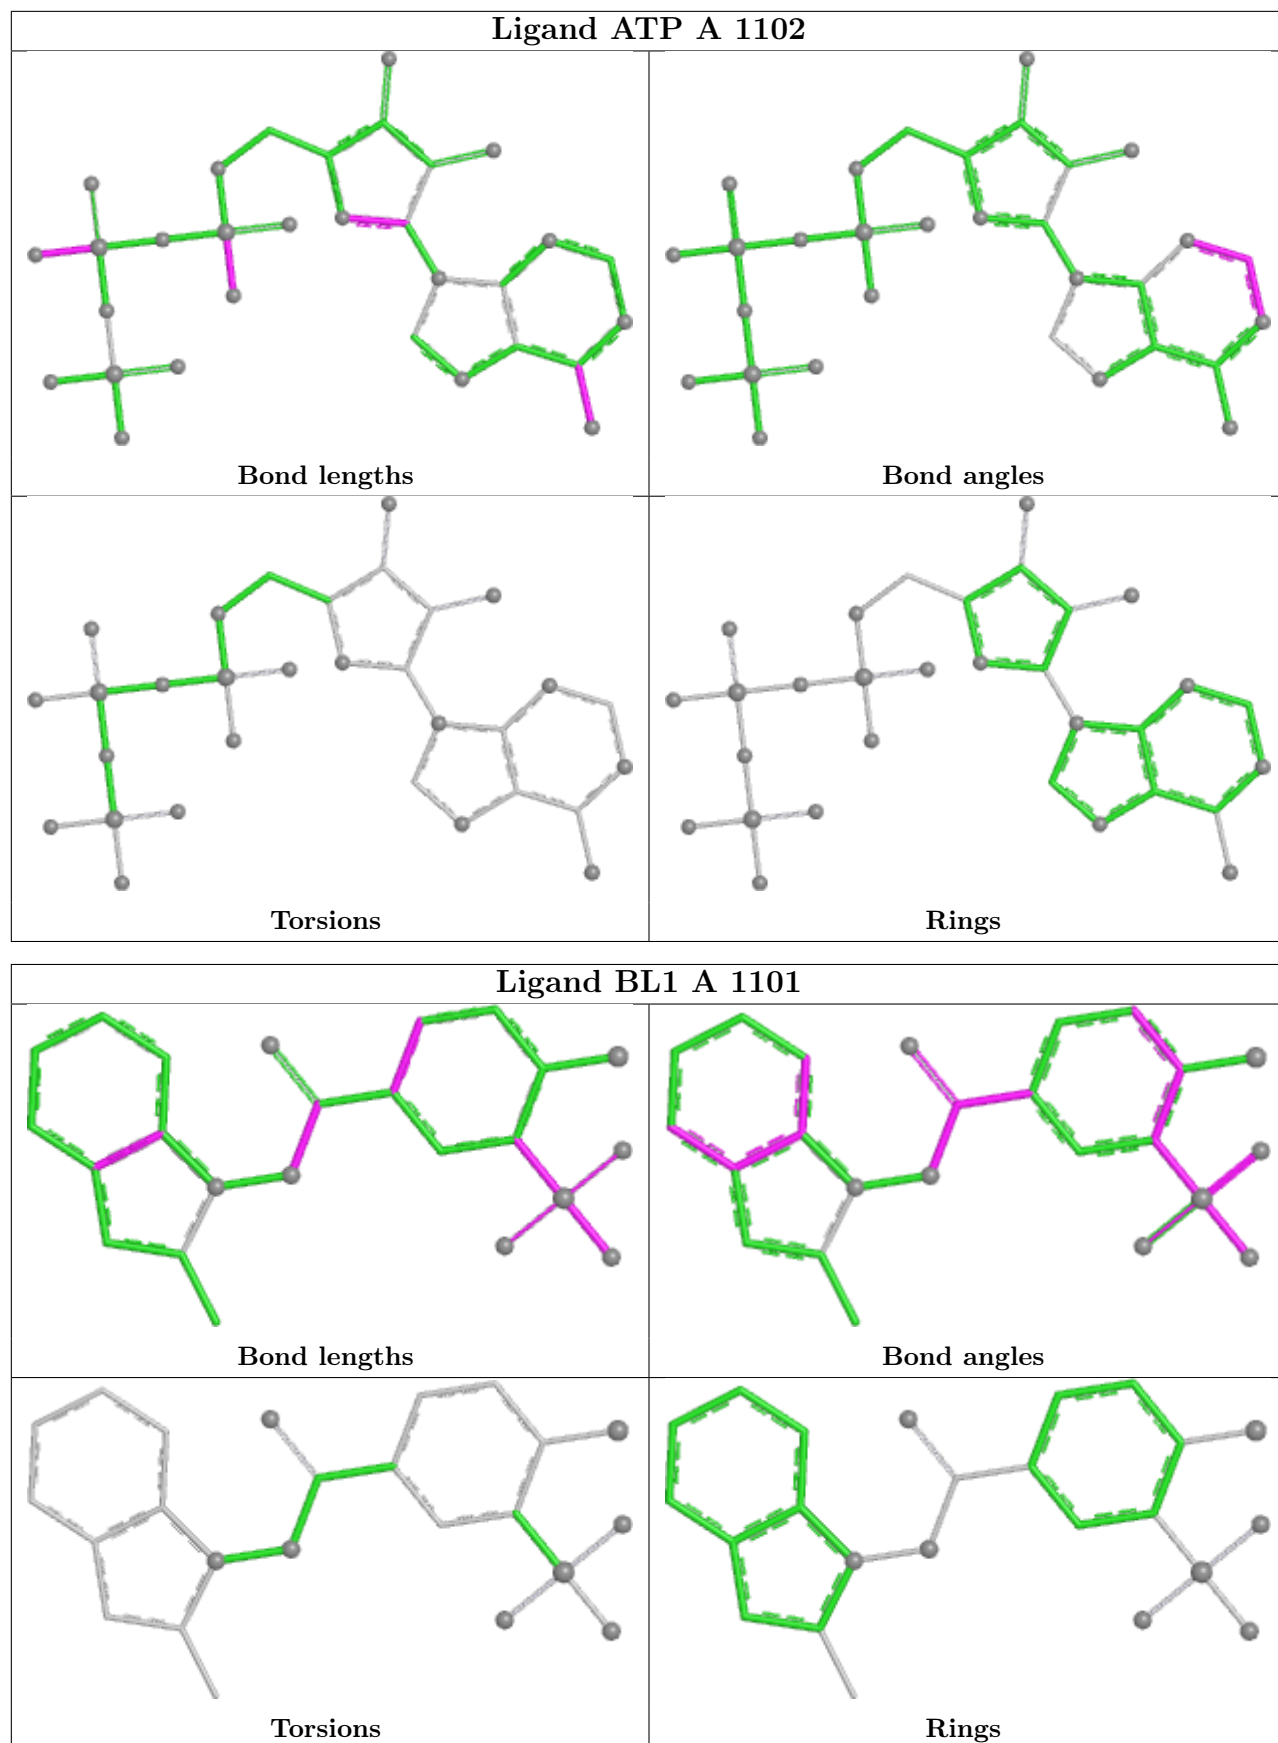 Ligand ATP A 1102
Bond lengths
Bond angles
Torsions
Rings
Ligand BL1 A 1101
Bond lengths
Bond angles
Torsions
Rings